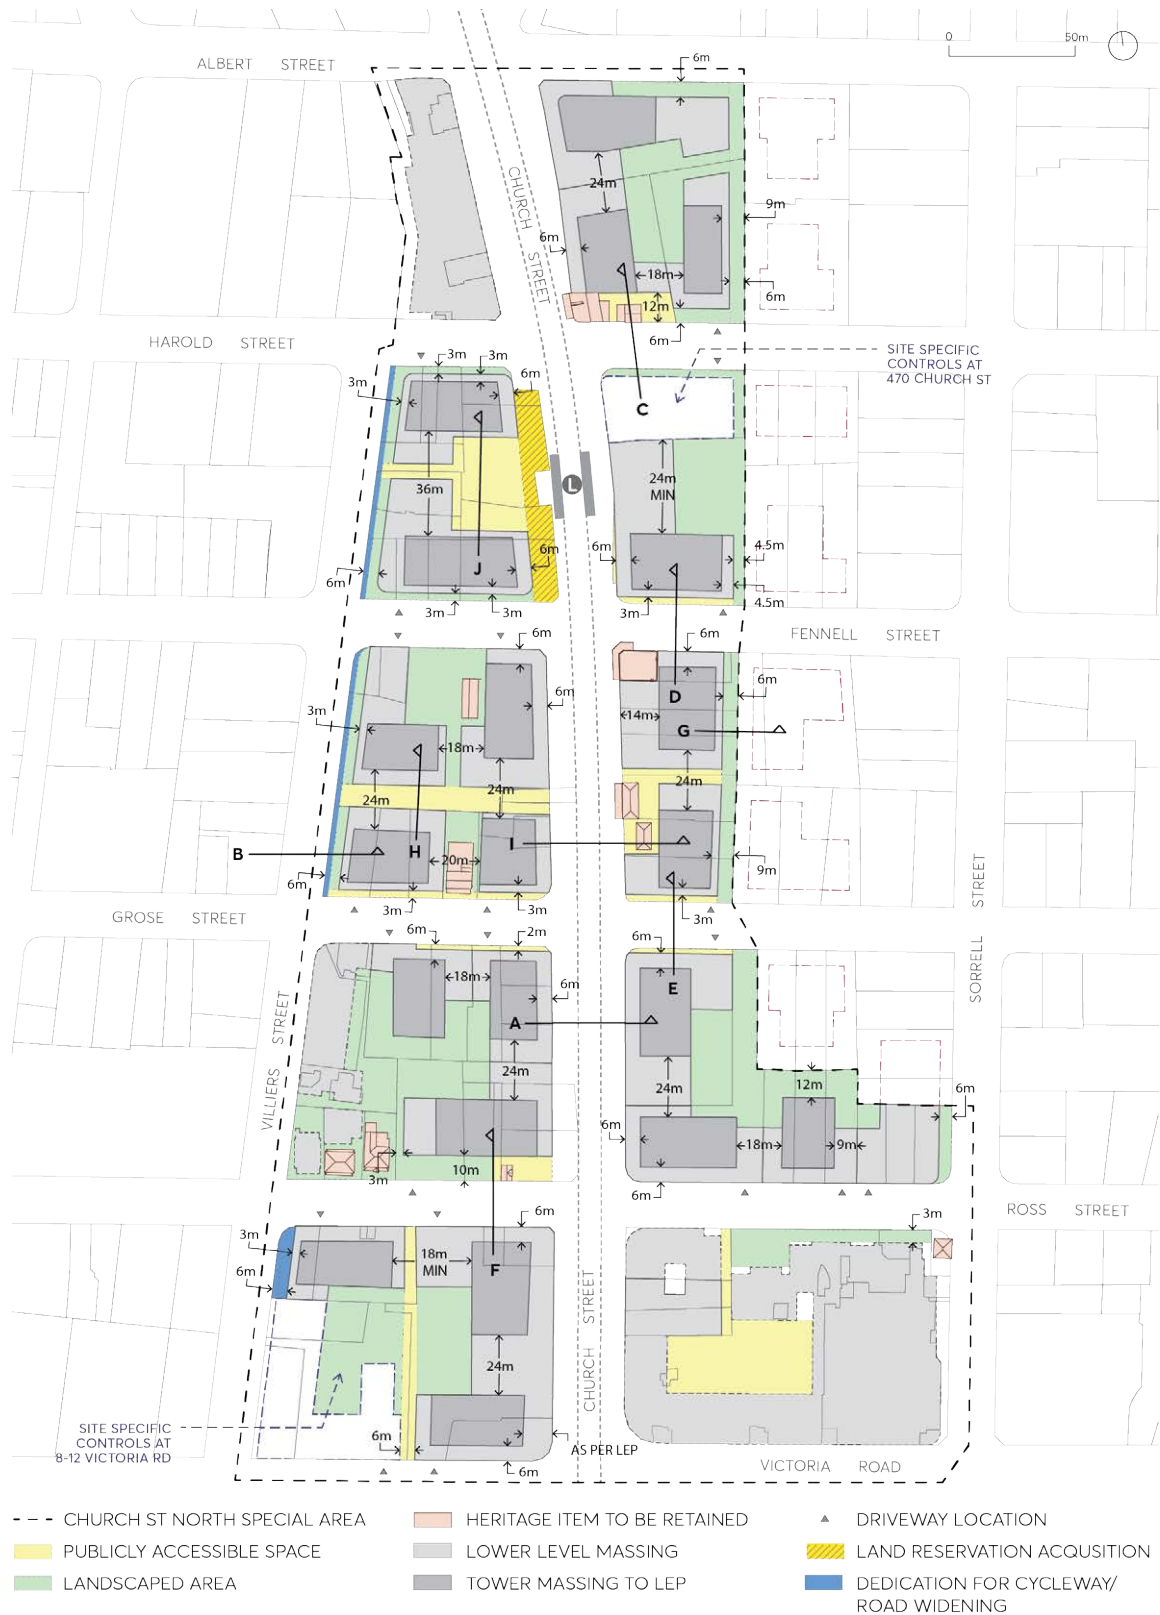 0 50m
ALBERT STREET
6m
CHURCH STREET
24m
9m
6m
18m
6m
12m
6m
HAROLD STREET
3m 3m
SITE SPECIFIC
CONTROLS AT
470 CHURCH ST
6m
3m
C
24m
MIN
L
36m
6m 6m 4.5m
J
6m
4.5m
3m 3m 3m
FENNELL STREET
6m 6m
6m
6m
D
3m
14m
G
18m
24m
24m 24m
I
B H
20m
9m
6m
3m 3m
3m
GROSE STREET
SORRELL STREET
6m 2m
6m
18m
6m
E
A
VILLIERS STREET
24m
24m
12m
6m
6m
18m 9m
10m
3m
6m
ROSS STREET
6m 3m
3m
18m
MIN
F
6m
CHURCH STREET
24m
SITE SPECIFIC
CONTROLS AT
8-12 VICTORIA RD
6m
AS PER LEP
6m
VICTORIA ROAD
CHURCH ST NORTH SPECIAL AREA
HERITAGE ITEM TO BE RETAINED
DRIVEWAY LOCATION
PUBLICLY ACCESSIBLE SPACE
LOWER LEVEL MASSING
LAND RESERVATION ACQUSITION
LANDSCAPED AREA
TOWER MASSING TO LEP
DEDICATION FOR CYCLEWAY/
ROAD WIDENING